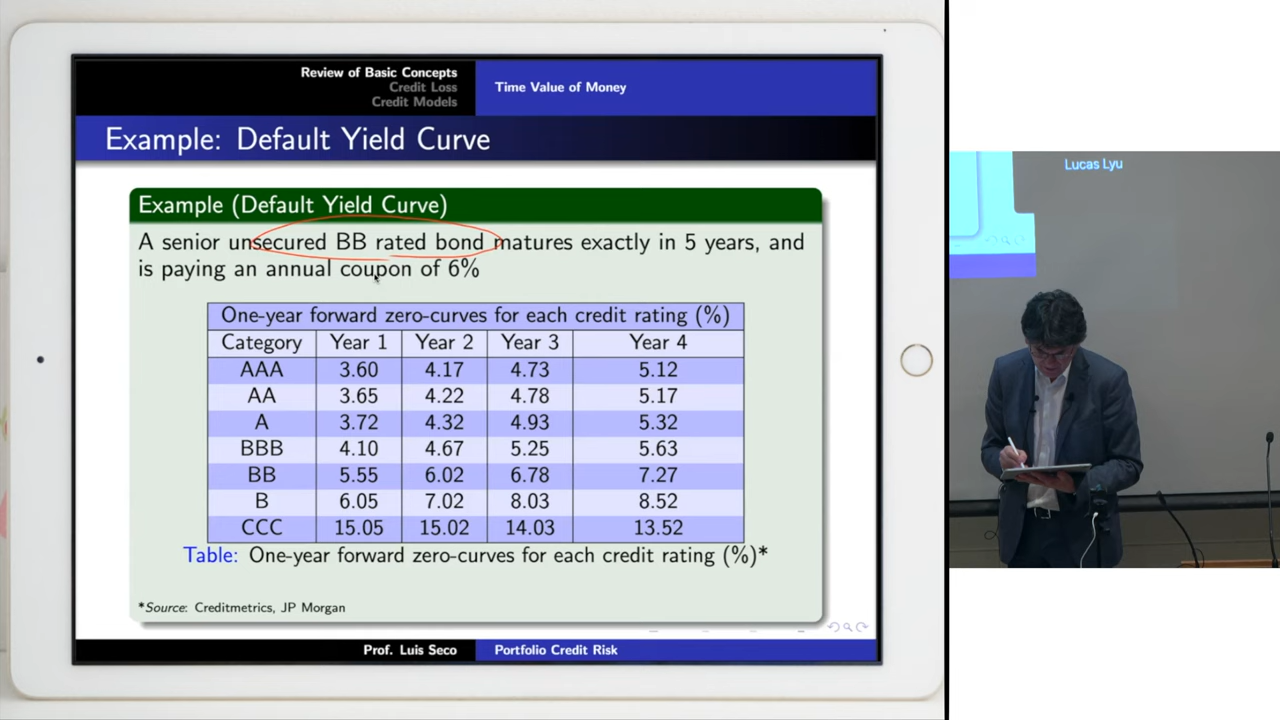 Review of Basic Concepts
Credit Loss
Credit Models
Time Value of Money
Example: Default Yield Curve
Example (Default Yield Curve)
A senior unsecured BB rated bond matures exactly in 5 years, and
is paying an annual coupon of 6%
One-year forward zero-curves for each credit rating (%)
Category Year 1 Year 2 Year 3 Year 4
AAA 3.60 4.17 4.73 5.12
AA 3.65 4.22 4.78 5.17
A 3.72 4.32 4.93 5.32
BBB 4.10 4.67 5.25 5.63
BB 5.55 6.02 6.78 7.27
B 6.05 7.02 8.03 8.52
CCC 15.05 15.02 14.03 13.52
Table: One-year forward zero-curves for each credit rating (%)*
*Source: Creditmetrics, JP Morgan
Prof. Luis Seco
Portfolio Credit Risk
Lucas Lyu